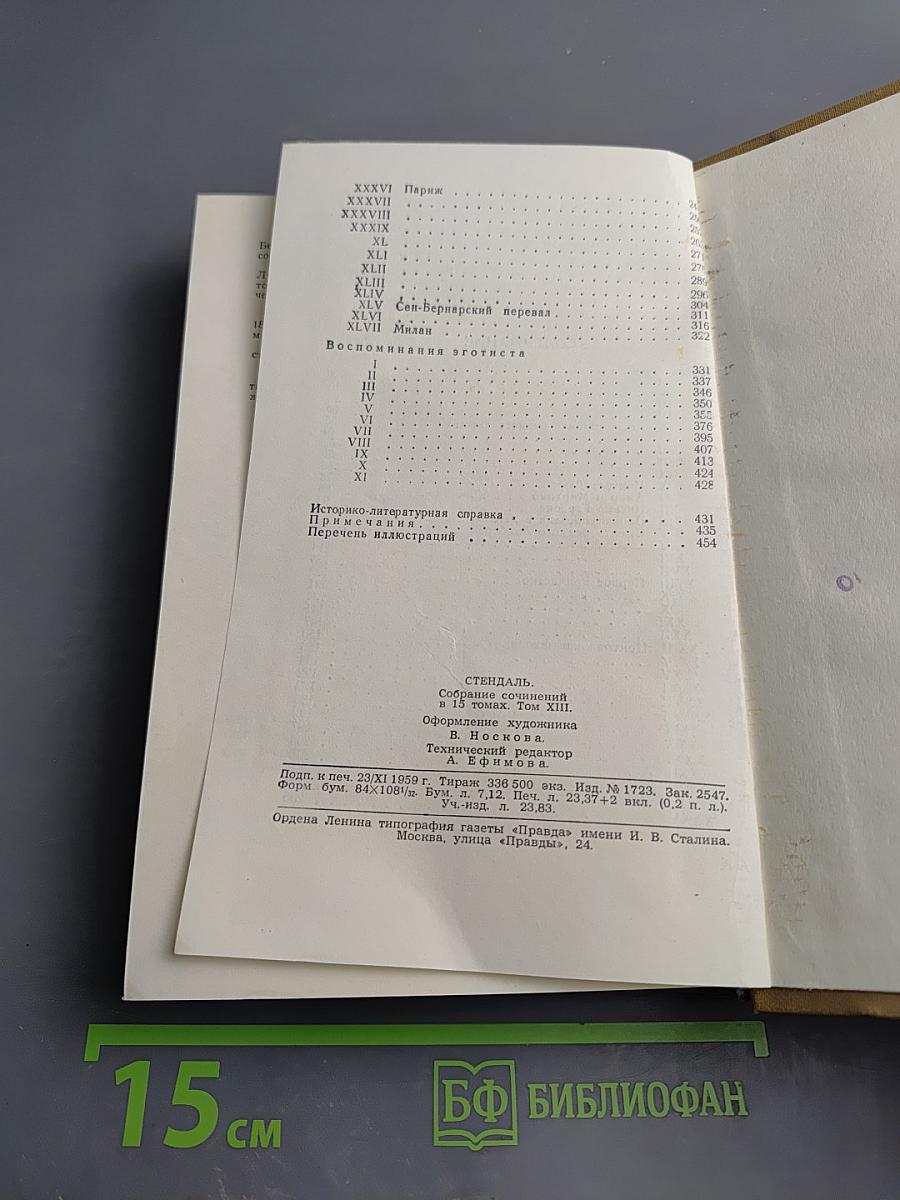 XXXVI Париж
XXXVII
XXXVIII
XXXIX
XL
XLI
XLII
XLIII 296
XLIV 304
XLV Сен-Бернарский перевал 311
XLVI 316
XLVII Милан 322
Воспоминания эготиста
I 331
II 337
III 346
IV 350
V
VI 376
VII 395
VIII 407
IX 413
X 424
XI 428
Историко-литературная справка 431
Примечания 435
Перечень иллюстраций 454
СТЕНДАЛЬ.
Собрание сочинений
в 15 томах. Том XIII.
Оформление художника
В. Носкова.
Технический редактор
А. Ефимова.
Подп. к печ. 23/XI 1959 г. Тираж 336 500 экз. Изд. № 1723. Зак. 2547.
Форм бум. 84×108¹/₃₂. Бум. л. 7,12. Печ. л. 23,37+2 вкл. (0,2 п. л.).
Уч.-изд. л. 23,83.
Ордена Ленина типография газеты «Правда» имени И. В. Сталина.
Москва, улица «Правды», 24.
15 см
БФ БИБЛИОФАН